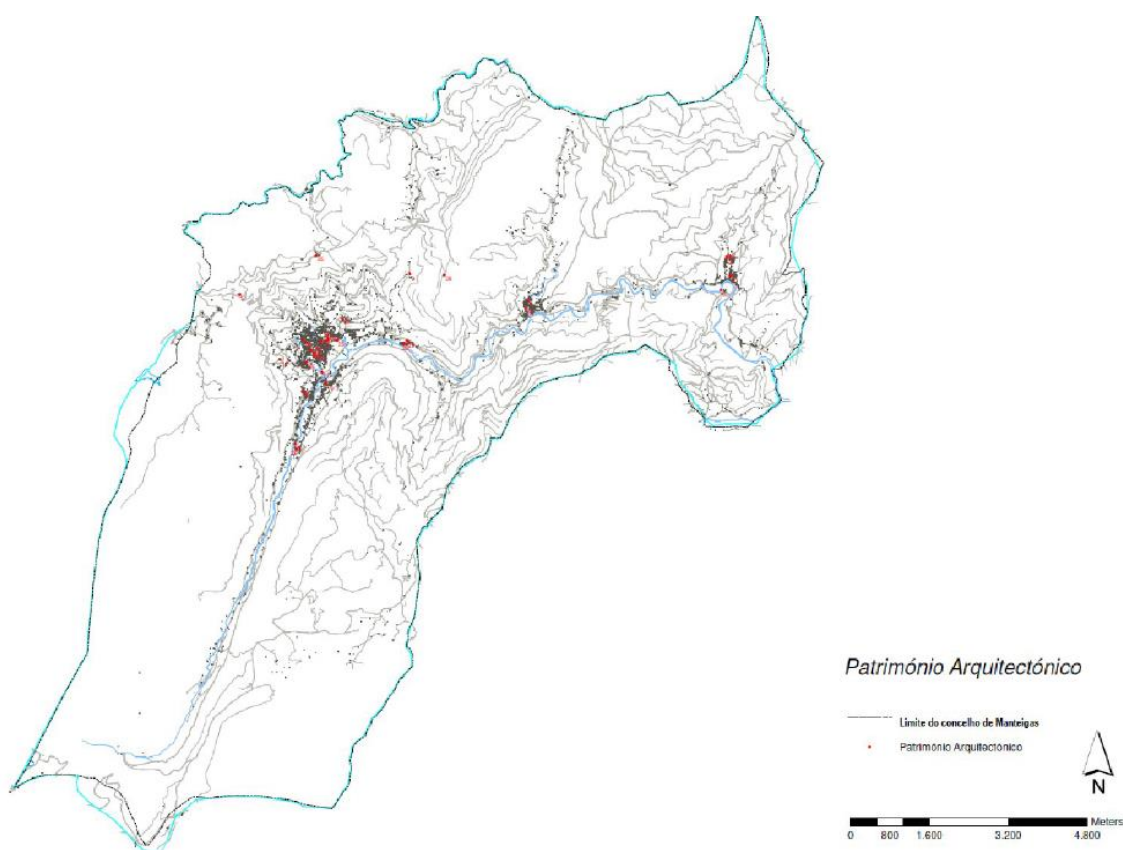 Património Arquitectónico
Limite do concelho de Manteigas
Património Arquitectónico
N
Meters
0 800 1.600 3.200 4.800